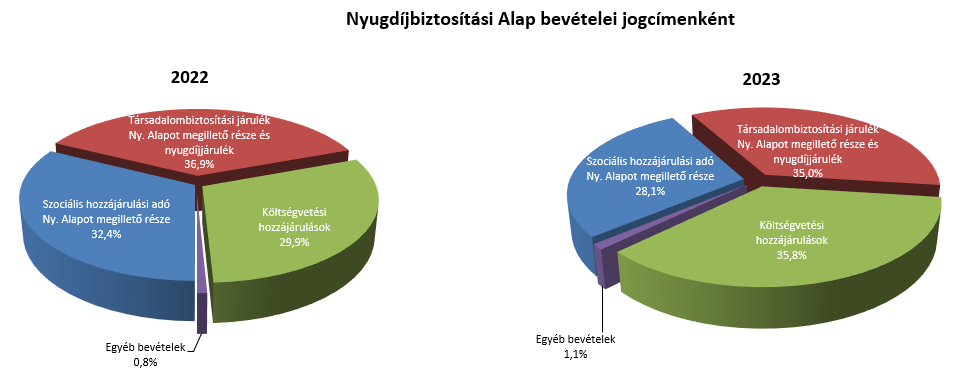 Nyugdíjbiztosítási Alap bevételei jogcímenként
2022
Társadalombiztosítási járulék
Ny. Alapot megillető része és
nyugdíjjárulék
36,9%
Szociális hozzájárulási adó
Ny. Alapot megillető része
32,4%
Költségvetési
hozzájárulások
29,9%
Egyéb bevételek
0,8%
2023
Társadalombiztosítási járulék
Ny. Alapot megillető része és
nyugdíjjárulék
35,0%
Szociális hozzájárulási adó
Ny. Alapot megillető része
28,1%
Költségvetési
hozzájárulások
35,8%
Egyéb bevételek
1,1%